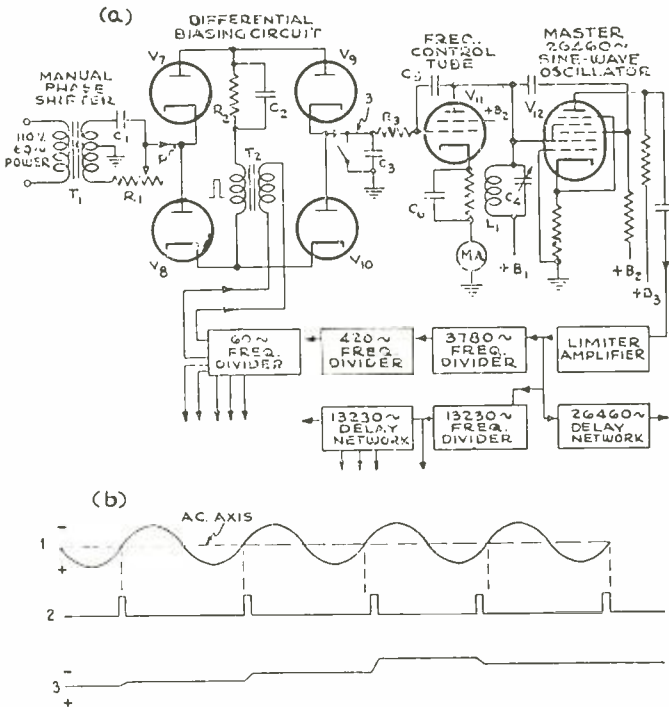 (a)
DIFFERENTIAL
BIASING CIRCUIT
FREQ.
CONTROL
TUBE
MASTER
26460~
SINE-WAVE
OSCILLATOR
MANUAL
PHASE
SHIFTER
110V
60~
POWER
T1
C1
R1
V7
V8
V9
V10
R2
C2
T2
3
C3
R3
C5
V11
+B2
C6
MA
L1
C4
+B1
V12
+B2
+B3
60~
FREQ.
DIVIDER
420~
FREQ.
DIVIDER
3780~
FREQ.
DIVIDER
LIMITER
AMPLIFIER
13230~
DELAY
NETWORK
13230~
FREQ.
DIVIDER
26460~
DELAY
NETWORK
(b)
A.C. AXIS
-
1
+
2
-
3
+